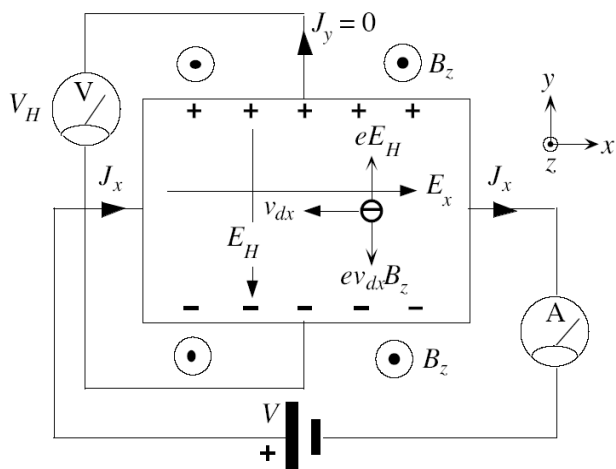 J_y = 0
B_z
V
V_H
+ + + + +
eE_H
y
x
z
J_x
E_x
J_x
v_dx
E_H
ev_dx B_z
- - - - -
A
B_z
V
+